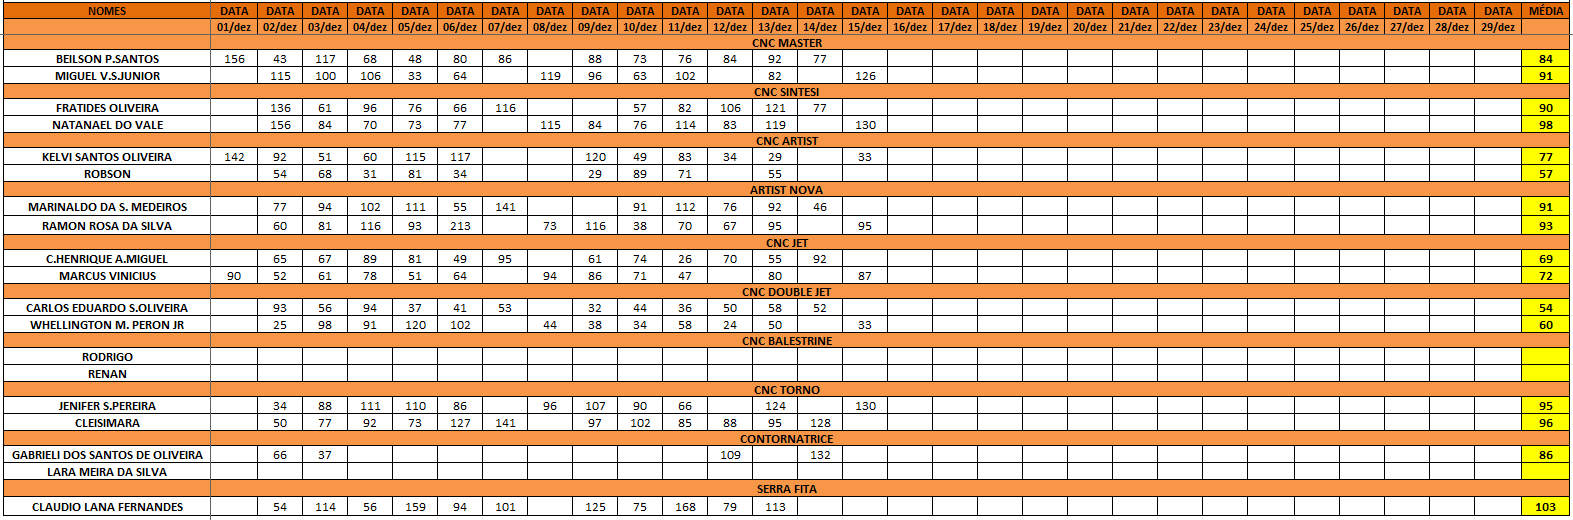 NOMES DATA DATA DATA DATA DATA DATA DATA DATA DATA DATA DATA DATA DATA DATA DATA DATA DATA DATA DATA DATA DATA DATA DATA DATA DATA DATA DATA DATA DATA MÉDIA
01/dez 02/dez 03/dez 04/dez 05/dez 06/dez 07/dez 08/dez 09/dez 10/dez 11/dez 12/dez 13/dez 14/dez 15/dez 16/dez 17/dez 18/dez 19/dez 20/dez 21/dez 22/dez 23/dez 24/dez 25/dez 26/dez 27/dez 28/dez 29/dez
CNC MASTER
BEILSON P.SANTOS 156 43 117 68 48 80 86 88 73 76 84 92 77 84
MIGUEL V.S.JUNIOR 115 100 106 33 64 119 96 63 102 82 126 91
CNC SINTESI
FRATIDES OLIVEIRA 136 61 96 76 66 116 57 82 106 121 77 90
NATANAEL DO VALE 156 84 70 73 77 115 84 76 114 83 119 130 98
CNC ARTIST
KELVI SANTOS OLIVEIRA 142 92 51 60 115 117 120 49 83 34 29 33 77
ROBSON 54 68 31 81 34 29 89 71 55 57
ARTIST NOVA
MARINALDO DA S. MEDEIROS 77 94 102 111 55 141 91 112 76 92 46 91
RAMON ROSA DA SILVA 60 81 116 93 213 73 116 38 70 67 95 95 93
CNC JET
C.HENRIQUE A.MIGUEL 65 67 89 81 49 95 61 74 26 70 55 92 69
MARCUS VINICIUS 90 52 61 78 51 64 94 86 71 47 80 87 72
CNC DOUBLE JET
CARLOS EDUARDO S.OLIVEIRA 93 56 94 37 41 53 32 44 36 50 58 52 54
WHELLINGTON M. PERON JR 25 98 91 120 102 44 38 34 58 24 50 33 60
CNC BALESTRINE
RODRIGO
RENAN
CNC TORNO
JENIFER S.PEREIRA 34 88 111 110 86 96 107 90 66 124 130 95
CLEISIMARA 50 77 92 73 127 141 97 102 85 88 95 128 96
CONTORNATRICE
GABRIELI DOS SANTOS DE OLIVEIRA 66 37 109 132 86
LARA MEIRA DA SILVA
SERRA FITA
CLAUDIO LANA FERNANDES 54 114 56 159 94 101 125 75 168 79 113 103